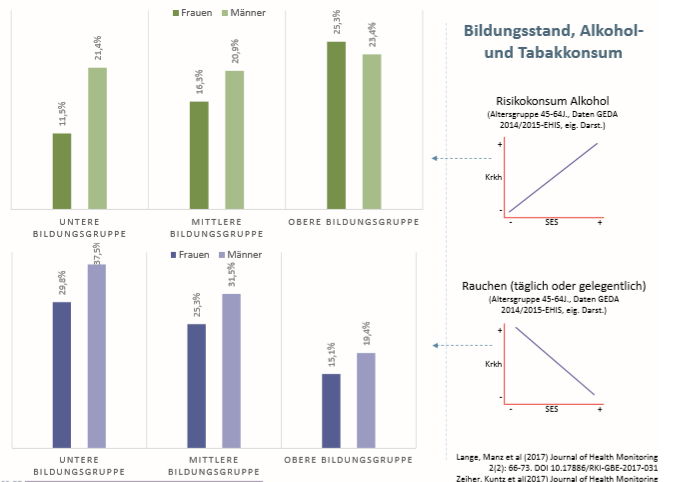 Frauen Männer
11,5%
21,4%
16,3%
20,9%
25,3%
23,4%
UNTERE
BILDUNGSGRUPPE
MITTLERE
BILDUNGSGRUPPE
OBERE BILDUNGSGRUPPE
Frauen Männer
29,8%
37,5%
25,3%
31,5%
15,1%
19,4%
UNTERE
BILDUNGSGRUPPE
MITTLERE
BILDUNGSGRUPPE
OBERE BILDUNGSGRUPPE
Bildungsstand, Alkohol-
und Tabakkonsum
Risikokonsum Alkohol
(Altersgruppe 45-64J., Daten GEDA
2014/2015-EHIS, eig. Darst.)
+
Krkh
-
- SES +
Rauchen (täglich oder gelegentlich)
(Altersgruppe 45-64J., Daten GEDA
2014/2015-EHIS, eig. Darst.)
+
Krkh
-
- SES +
Lange, Manz et al (2017) Journal of Health Monitoring
2(2): 66-73. DOI 10.17886/RKI-GBE-2017-031
Zeiher, Kuntz et al(2017) Journal of Health Monitoring